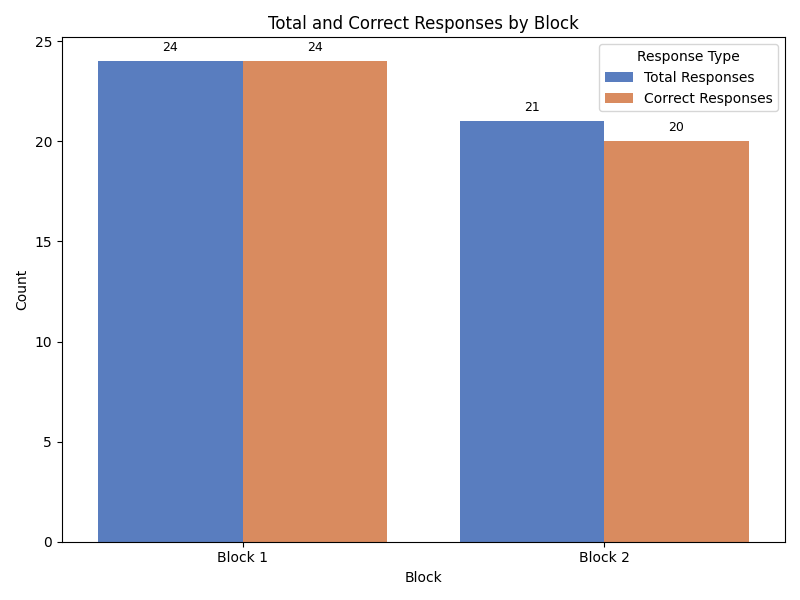 Total and Correct Responses by Block
25
20
15
10
5
0
Count
24
24
21
20
Response Type
Total Responses
Correct Responses
Block 1
Block 2
Block